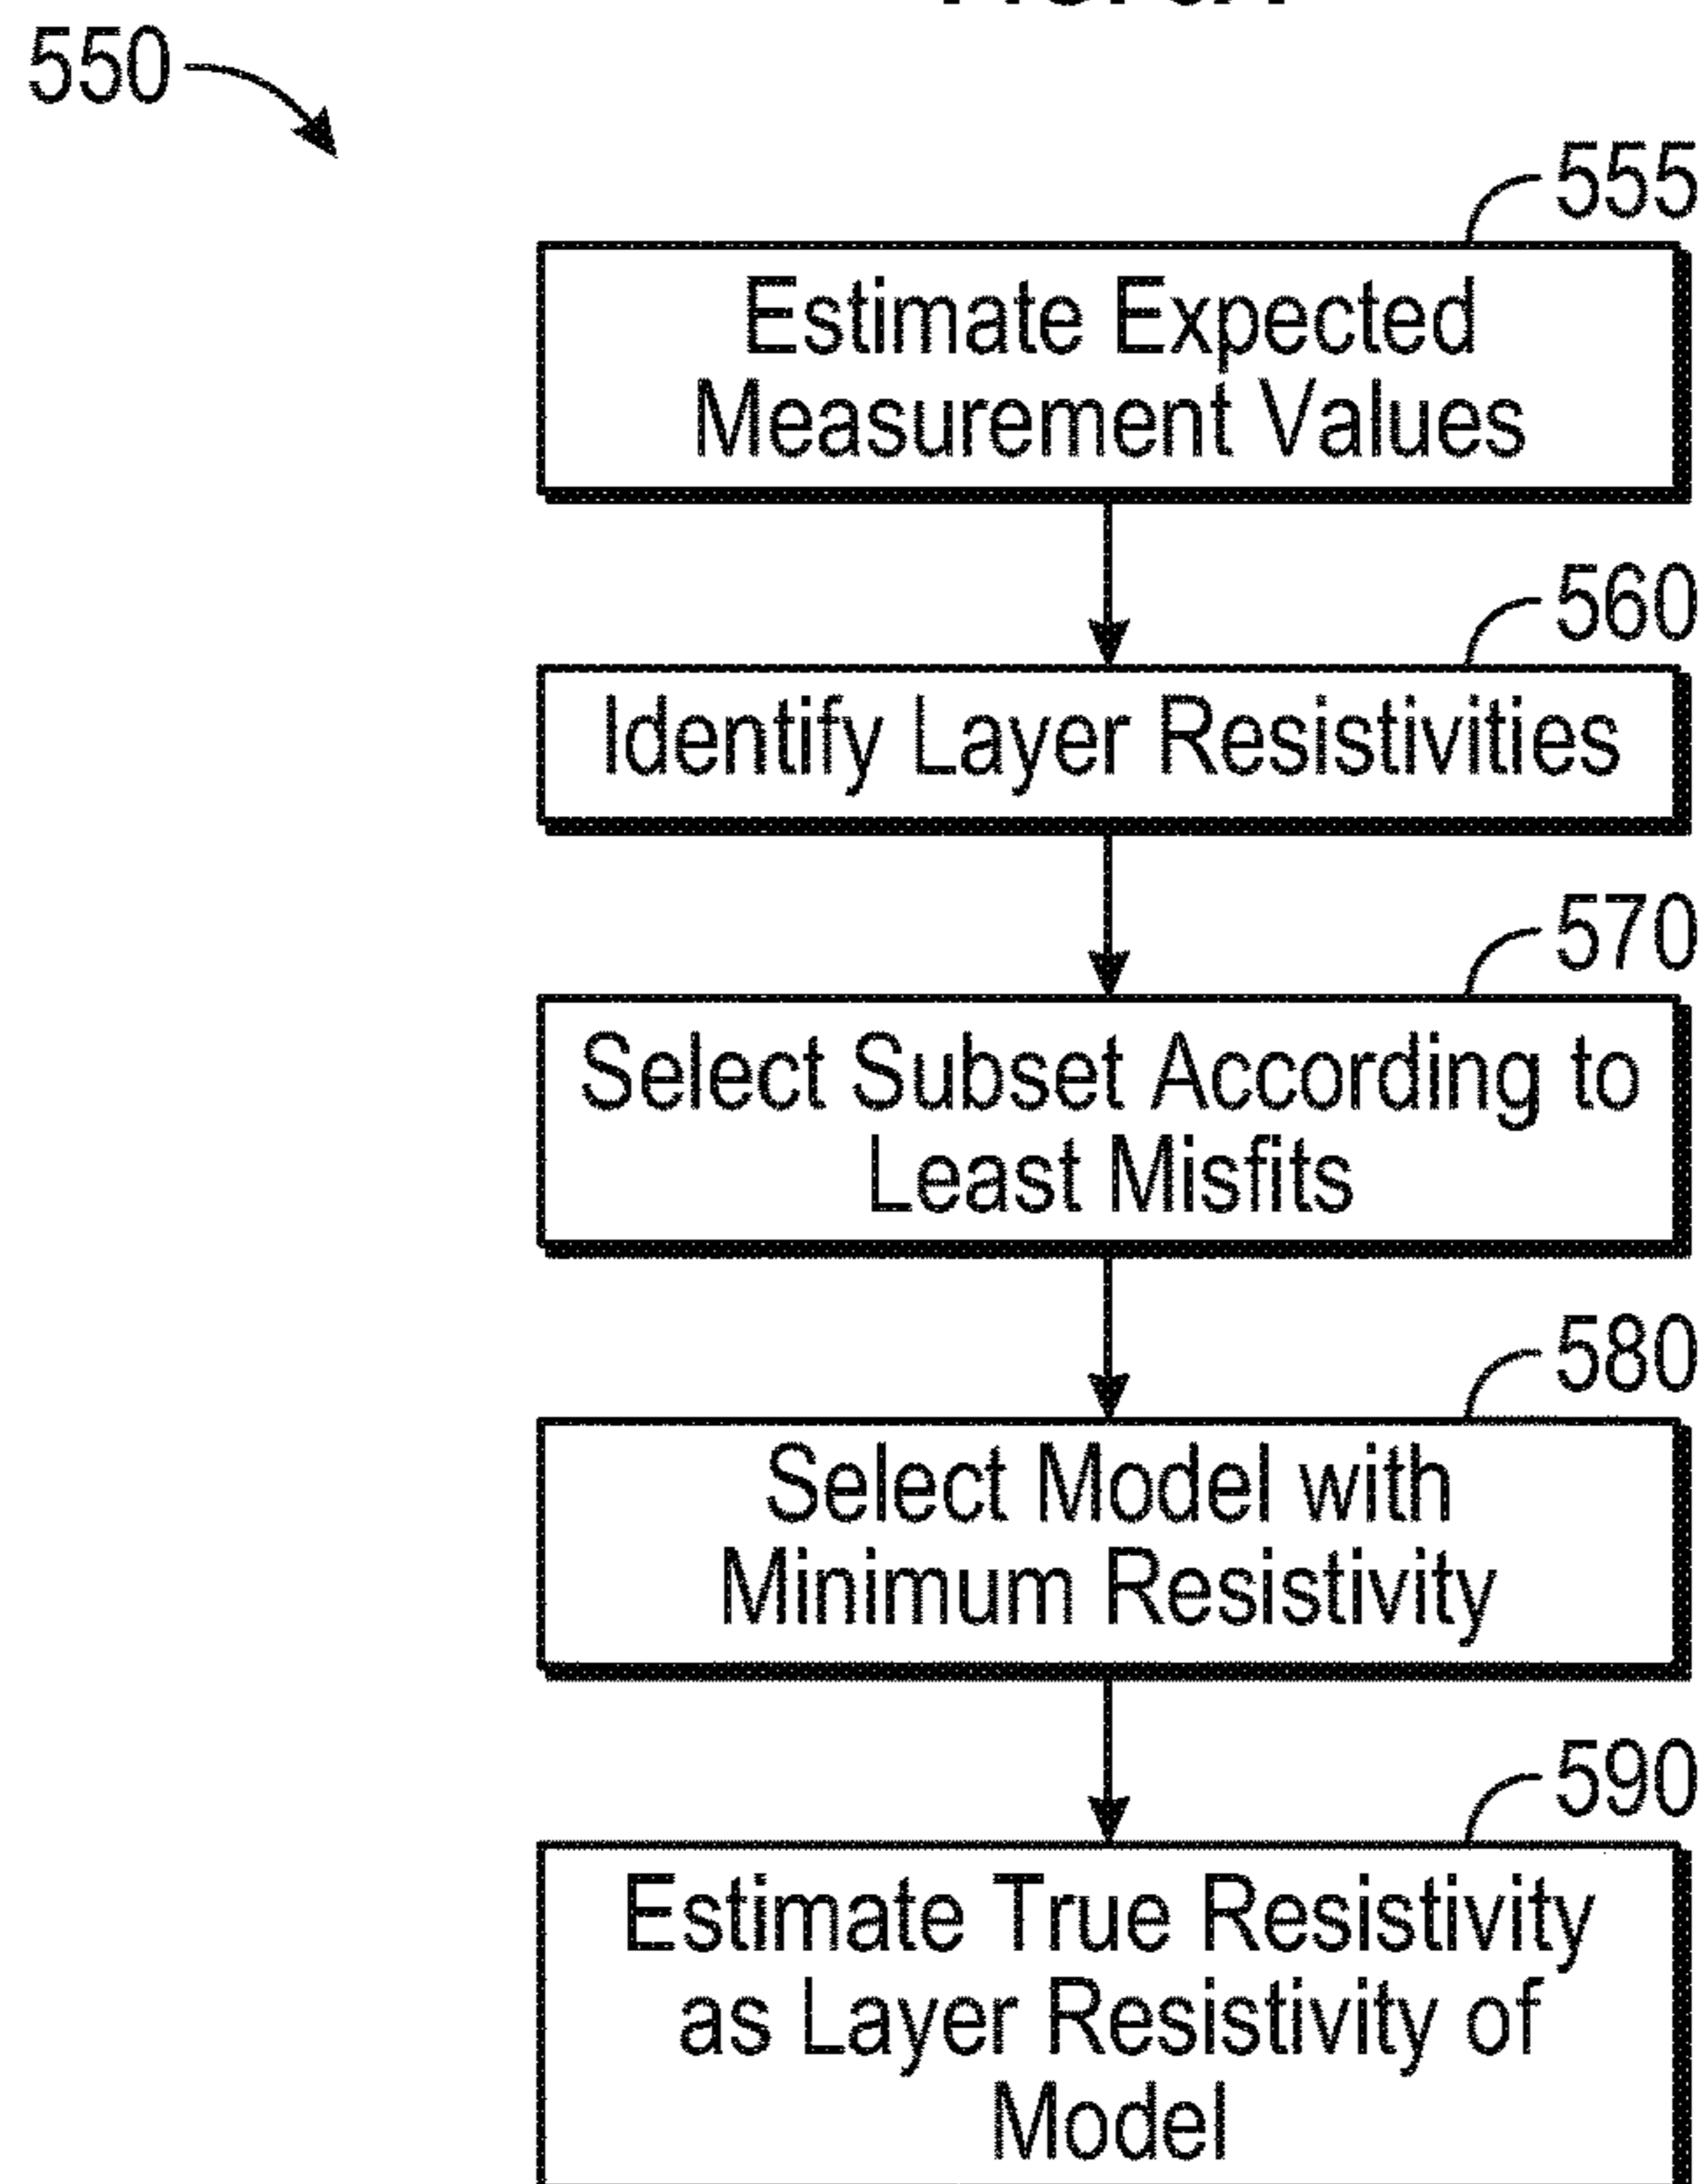 550
555
Estimate Expected
Measurement Values
560
Identify Layer Resistivities
570
Select Subset According to
Least Misfits
580
Select Model with
Minimum Resistivity
590
Estimate True Resistivity
as Layer Resistivity of
Model